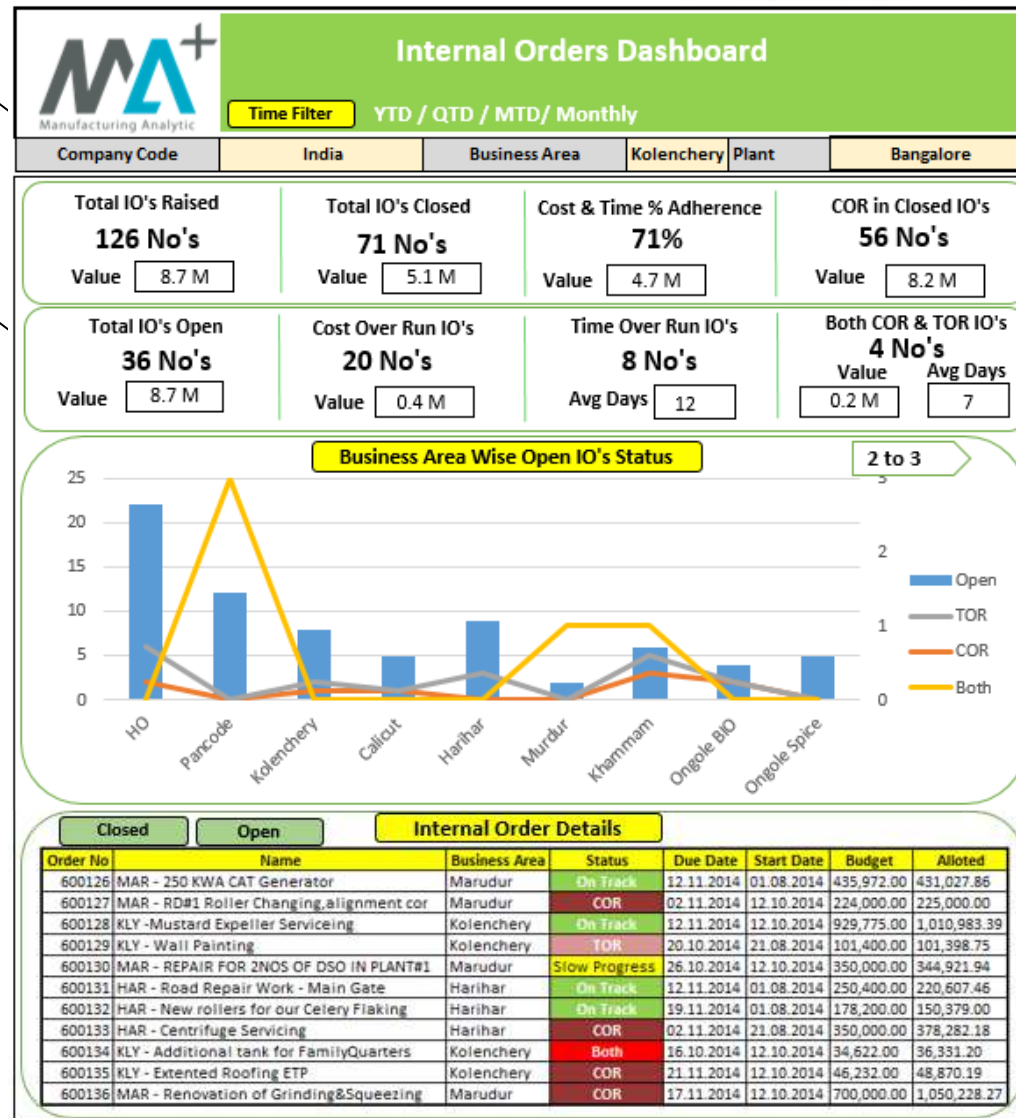 MA+
Manufacturing Analytic
Internal Orders Dashboard
Time Filter YTD / QTD / MTD/ Monthly
Company Code India Business Area Kolenchery Plant Bangalore
Total IO's Raised Total IO's Closed Cost & Time % Adherence COR in Closed IO's
126 No's 71 No's 71% 56 No's
Value 8.7 M Value 5.1 M Value 4.7 M Value 8.2 M
Total IO's Open Cost Over Run IO's Time Over Run IO's Both COR & TOR IO's
36 No's 20 No's 8 No's 4 No's
Value Avg Days
Value 8.7 M Value 0.4 M Avg Days 12 0.2 M 7
Business Area Wise Open IO's Status 2 to 3
25 3
20
2
15
Open
10 TOR
1
COR
5
Both
0 0
HO Pancode Kolenchery Calicut Harihar Murdur Khammam Ongole BIO Ongole Spice
Closed Open Internal Order Details
Order No Name Business Area Status Due Date Start Date Budget Alloted
600126 MAR - 250 KWA CAT Generator Marudur On Track 12.11.2014 01.08.2014 435,972.00 431,027.86
600127 MAR - RD#1 Roller Changing,alignment cor Marudur COR 02.11.2014 12.10.2014 224,000.00 225,000.00
600128 KLY -Mustard Expeller Serviceing Kolenchery On Track 12.11.2014 12.10.2014 929,775.00 1,010,983.39
600129 KLY - Wall Painting Kolenchery TOR 20.10.2014 21.08.2014 101,400.00 101,398.75
600130 MAR - REPAIR FOR 2NOS OF DSO IN PLANT#1 Marudur Slow Progress 26.10.2014 12.10.2014 350,000.00 344,921.94
600131 HAR - Road Repair Work - Main Gate Harihar On Track 12.11.2014 01.08.2014 250,400.00 220,607.46
600132 HAR - New rollers for our Celery Flaking Harihar On Track 19.11.2014 01.08.2014 178,200.00 150,379.00
600133 HAR - Centrifuge Servicing Harihar COR 02.11.2014 21.08.2014 350,000.00 378,282.18
600134 KLY - Additional tank for FamilyQuarters Kolenchery Both 16.10.2014 12.10.2014 34,622.00 36,331.20
600135 KLY - Extented Roofing ETP Kolenchery COR 21.11.2014 12.10.2014 46,232.00 48,870.19
600136 MAR - Renovation of Grinding&Squeezing Marudur COR 17.11.2014 12.10.2014 700,000.00 1,050,228.27